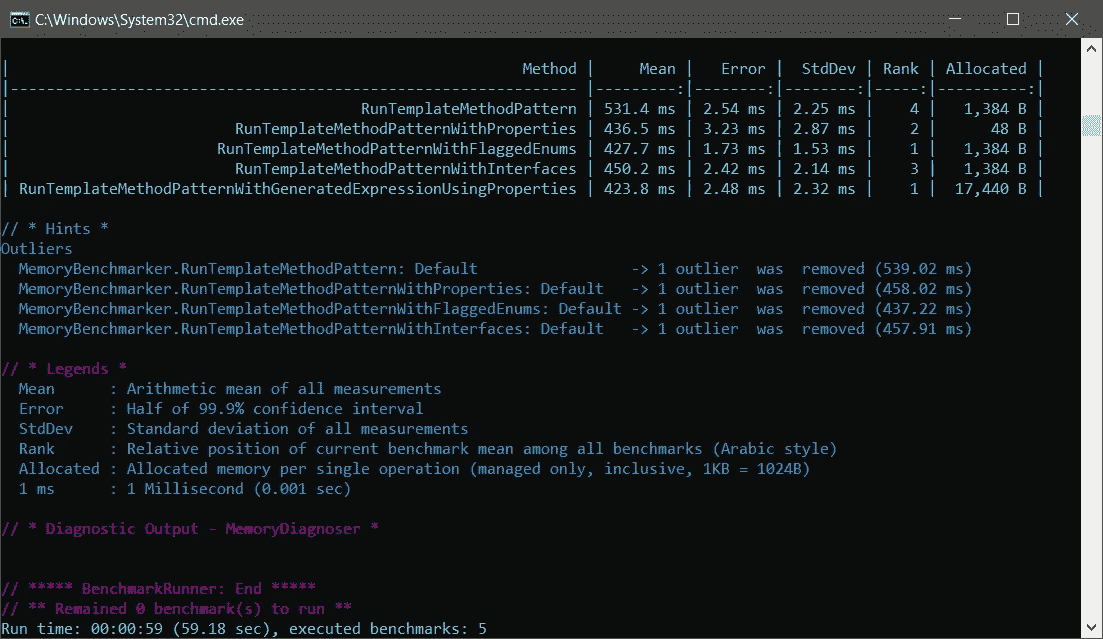 C:\Windows\System32\cmd.exe
| Method | Mean | Error | StdDev | Rank | Allocated |
|--------------------------------------------------------------- |---------:|--------:|--------:|-----:|----------:|
| RunTemplateMethodPattern | 531.4 ms | 2.54 ms | 2.25 ms | 4 | 1,384 B |
| RunTemplateMethodPatternWithProperties | 436.5 ms | 3.23 ms | 2.87 ms | 2 | 48 B |
| RunTemplateMethodPatternWithFlaggedEnums | 427.7 ms | 1.73 ms | 1.53 ms | 1 | 1,384 B |
| RunTemplateMethodPatternWithInterfaces | 450.2 ms | 2.42 ms | 2.14 ms | 3 | 1,384 B |
| RunTemplateMethodPatternWithGeneratedExpressionUsingProperties | 423.8 ms | 2.48 ms | 2.32 ms | 1 | 17,440 B |
// * Hints *
Outliers
MemoryBenchmarker.RunTemplateMethodPattern: Default -> 1 outlier was removed (539.02 ms)
MemoryBenchmarker.RunTemplateMethodPatternWithProperties: Default -> 1 outlier was removed (458.02 ms)
MemoryBenchmarker.RunTemplateMethodPatternWithFlaggedEnums: Default -> 1 outlier was removed (437.22 ms)
MemoryBenchmarker.RunTemplateMethodPatternWithInterfaces: Default -> 1 outlier was removed (457.91 ms)
// * Legends *
Mean : Arithmetic mean of all measurements
Error : Half of 99.9% confidence interval
StdDev : Standard deviation of all measurements
Rank : Relative position of current benchmark mean among all benchmarks (Arabic style)
Allocated : Allocated memory per single operation (managed only, inclusive, 1KB = 1024B)
1 ms : 1 Millisecond (0.001 sec)
// * Diagnostic Output - MemoryDiagnoser *
// ***** BenchmarkRunner: End *****
// ** Remained 0 benchmark(s) to run **
Run time: 00:00:59 (59.18 sec), executed benchmarks: 5